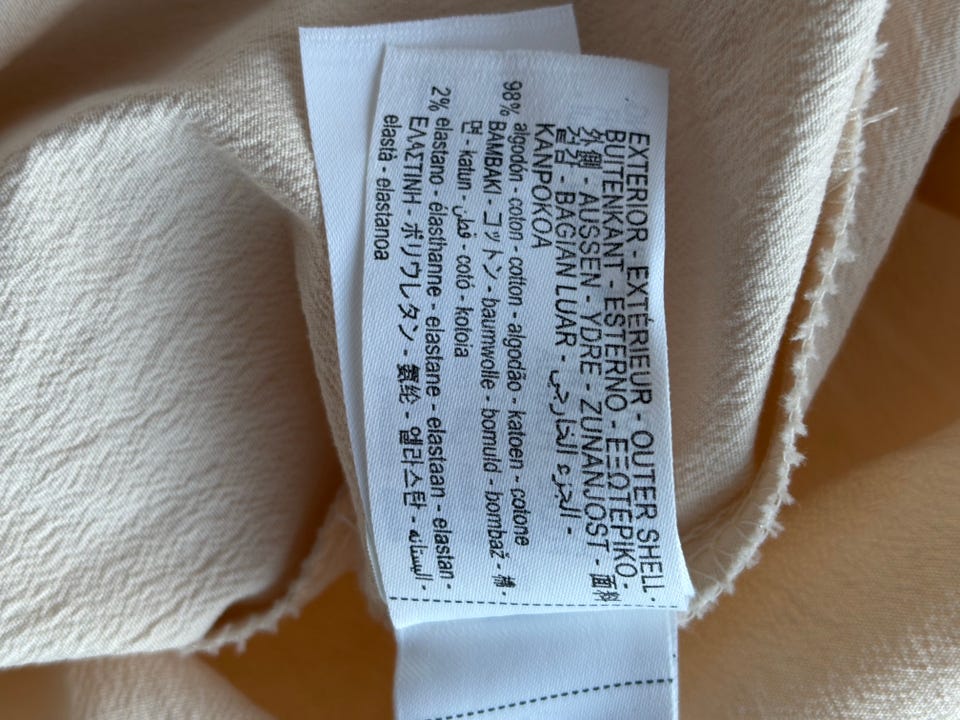 EXTERIOR - EXTÉRIEUR - OUTER SHELL -
BUITENKANT - ESTERNO - ΕΞΩΤΕΡΙΚΟ -
外側 - AUSSEN - YDRE - ZUNANJOST - 面料
겉감 - BAGIAN LUAR - الجزء الخارجي -
KANPOKOA
98% algodón - coton - cotton - algodão - katoen - cotone
BAMBAKI - コットン - baumwolle - bomuld - bombaž - 棉 -
면 - katun - قطن - cotó - kotoia
2% elastano - élasthanne - elastane - elastaan - elastan -
ΕΛΑΣΤΙΝΗ - ポリウレタン - 氨纶 - 엘라스탄 - اليستانه -
elastà - elastanoa